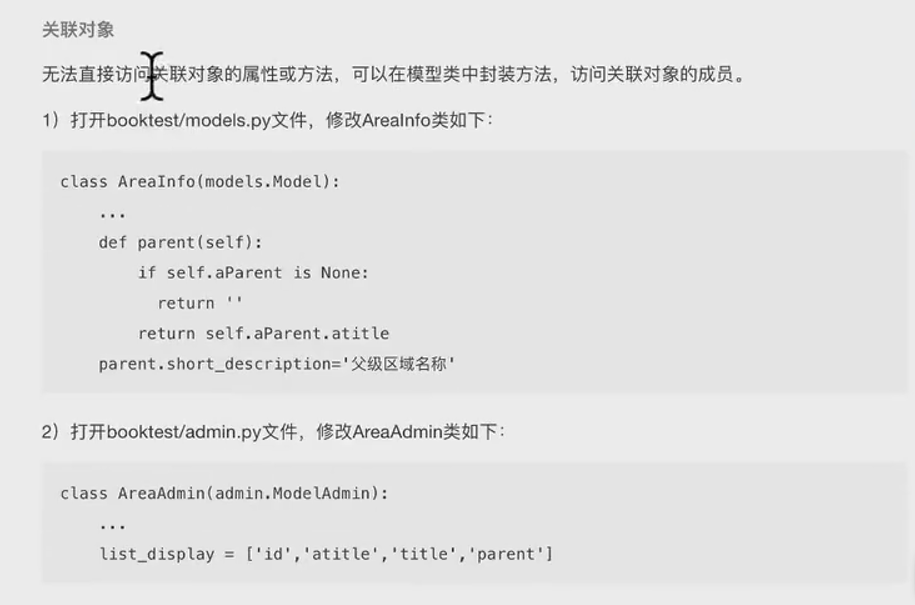 关联对象
无法直接访问关联对象的属性或方法，可以在模型类中封装方法，访问关联对象的成员。
1）打开booktest/models.py文件，修改AreaInfo类如下：
class AreaInfo(models.Model):
    ...
    def parent(self):
        if self.aParent is None:
          return ''
        return self.aParent.atitle
    parent.short_description='父级区域名称'
2）打开booktest/admin.py文件，修改AreaAdmin类如下：
class AreaAdmin(admin.ModelAdmin):
    ...
    list_display = ['id','atitle','title','parent']